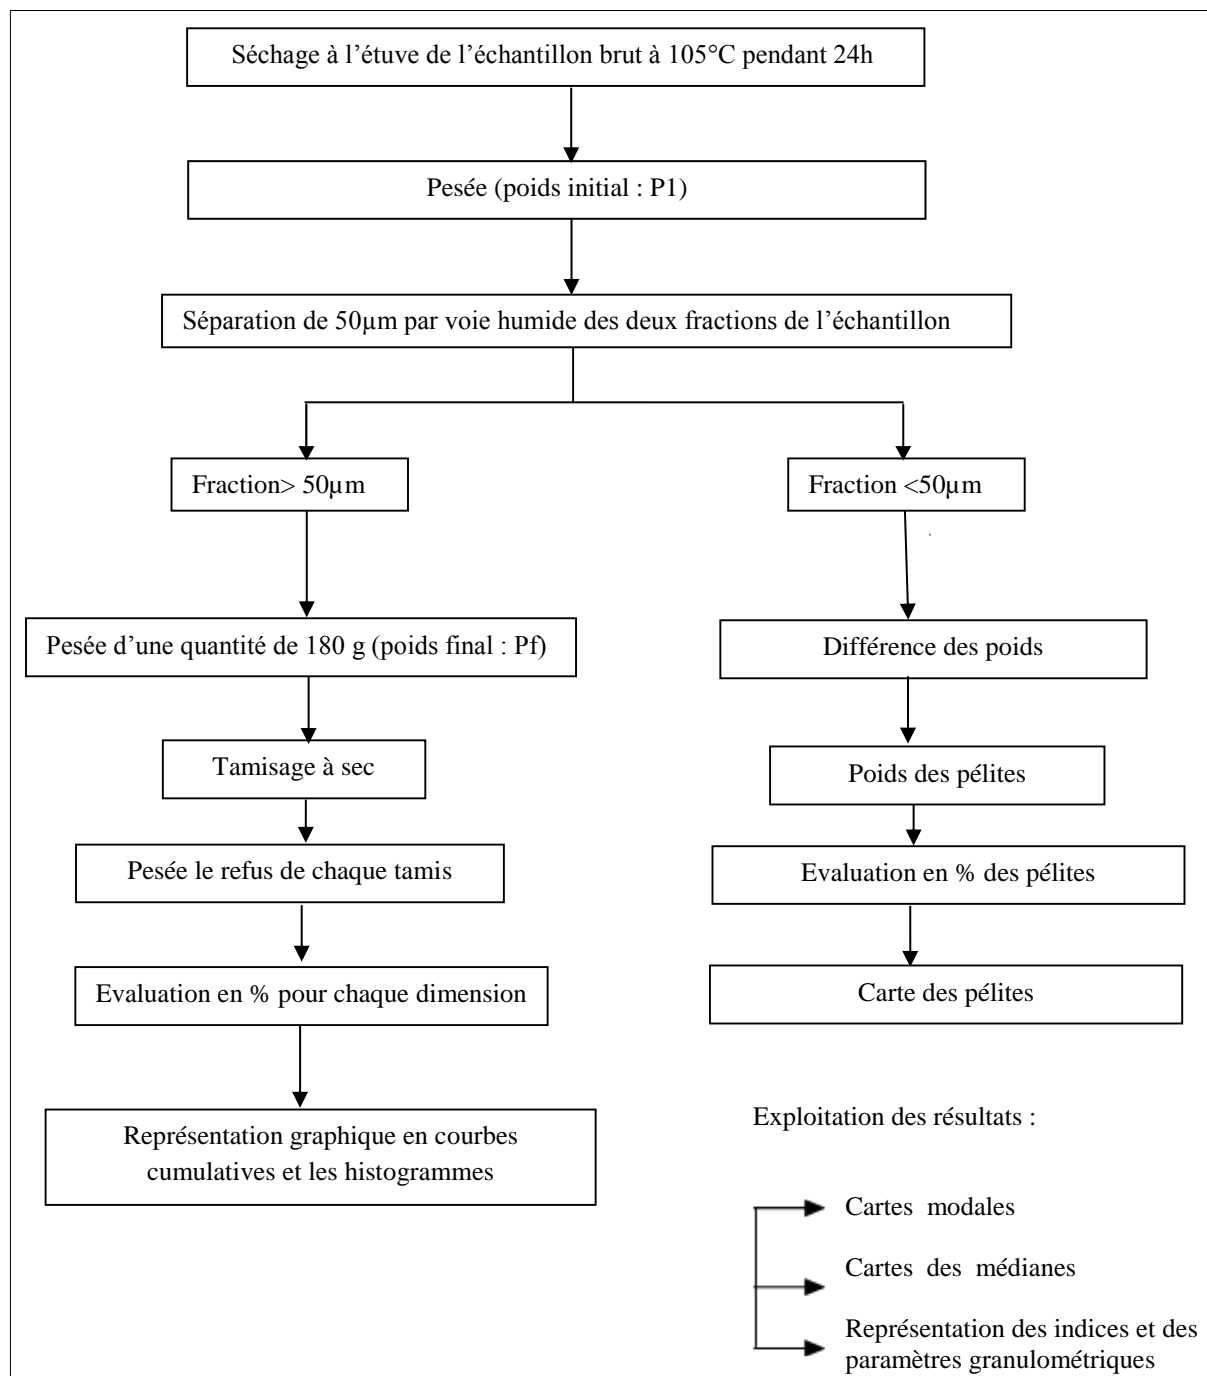 Séchage à l’étuve de l’échantillon brut à 105°C pendant 24h
Pesée (poids initial : P1)
Séparation de 50µm par voie humide des deux fractions de l’échantillon
Fraction> 50µm
Pesée d’une quantité de 180 g (poids final : Pf)
Tamisage à sec
Pesée le refus de chaque tamis
Evaluation en % pour chaque dimension
Représentation graphique en courbes
cumulatives et les histogrammes
Fraction <50µm
Différence des poids
Poids des pélites
Evaluation en % des pélites
Carte des pélites
Exploitation des résultats :
Cartes modales
Cartes des médianes
Représentation des indices et des
paramètres granulométriques